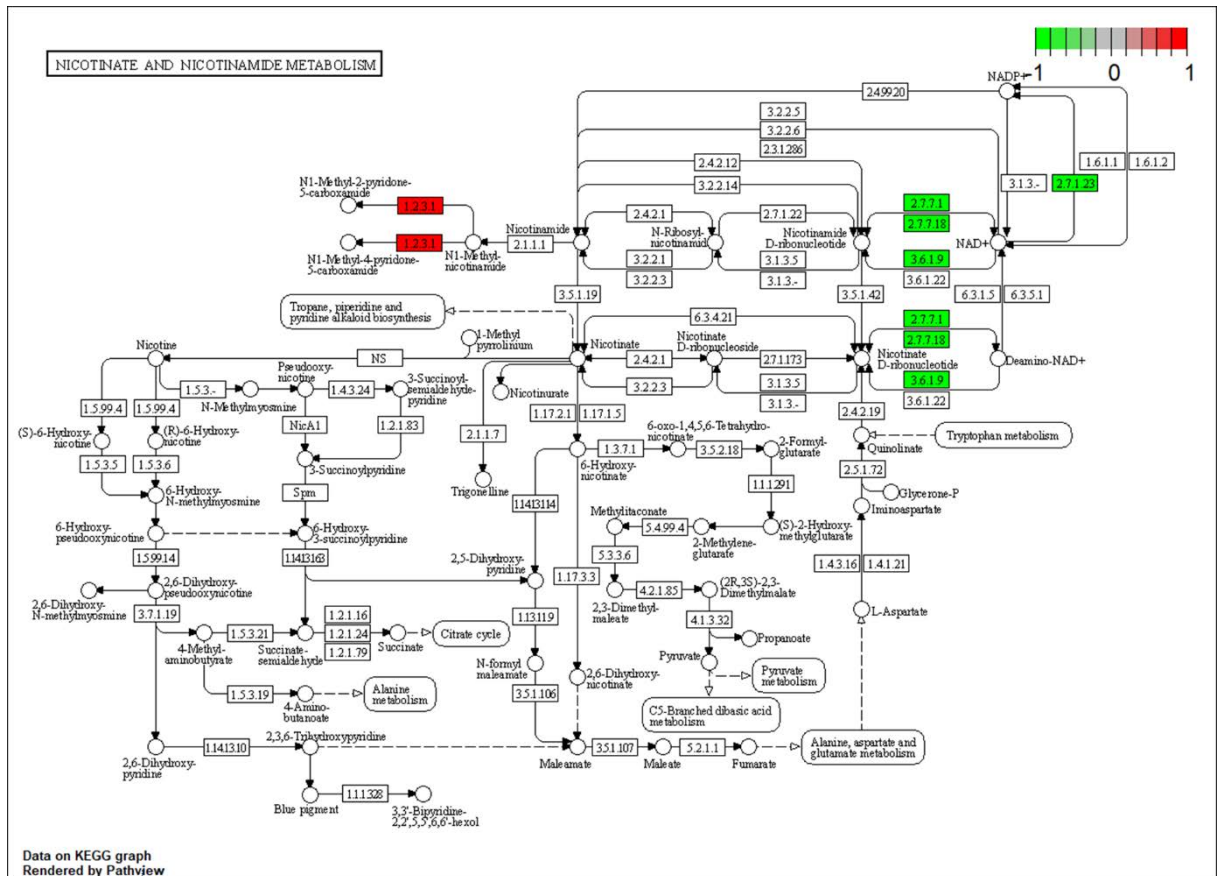 NICOTINATE AND NICOTINAMIDE METABOLISM
-1 0 1
NADP+
2.4.99.20
3.2.2.5
3.2.2.6
2.3.1.286
2.4.2.12
3.2.2.14
1.6.1.1
1.6.1.2
3.1.3.-
2.7.1.23
N1-Methyl-2-pyridone-
5-carboxamide
1.2.3.1
1.2.3.1
N1-Methyl-4-pyridone-
5-carboxamide
N1-Methyl-
nicotinamide
2.1.1.1
Nicotinamide
2.4.2.1
3.2.2.1
3.2.2.3
N-Ribosyl-
nicotinamid
2.7.1.22
3.1.3.5
3.1.3.-
Nicotinamide
D-ribonucleotide
2.7.7.1
2.7.7.18
3.6.1.9
3.6.1.22
NAD+
3.5.1.19
3.5.1.42
6.3.1.5
6.3.5.1
Tropane, piperidine and
pyridine alkaloid biosynthesis
6.3.4.21
2.7.7.1
2.7.7.18
3.6.1.9
3.6.1.22
Nicotine
NS
1-Methyl
pyrrolinium
Nicotinate
2.4.2.1
3.2.2.3
Nicotinate
D-ribonucleoside
2.7.1.173
3.1.3.5
3.1.3.-
Nicotinate
D-ribonucleotide
Deamino-NAD+
1.5.3.-
N-Methylmyosmine
Pseudooxy-
nicotine
1.4.3.24
3-Succinoyl-
semialdehyde-
pyridine
Nicotinurate
1.5.99.4
1.5.99.4
NicA1
1.2.1.83
2.1.1.7
1.17.2.1
1.17.1.5
2.4.2.19
(S)-6-Hydroxy-
nicotine
(R)-6-Hydroxy-
nicotine
1.5.3.5
1.5.3.6
3-Succinoylpyridine
Trigonelline
6-Hydroxy-
nicotinate
1.3.7.1
6-oxo-1,4,5,6-Tetrahydro-
nicotinate
3.5.2.18
2-Formyl-
glutarate
Quinolinate
Tryptophan metabolism
6-Hydroxy-
N-methylmyosmine
Spm
1.14.13.114
1.1.1.291
2.5.1.72
Glycerone-P
Iminoaspartate
6-Hydroxy-
pseudooxynicotine
6-Hydroxy-
3-succinoylpyridine
Methylitaconate
5.4.99.4
2-Methylene-
glutarate
(S)-2-Hydroxy-
methylglutarate
1.5.99.14
1.14.13.163
2,5-Dihydroxy-
pyridine
1.17.3.3
5.3.3.6
1.4.3.16
1.4.1.21
2,6-Dihydroxy-
N-methylmyosmine
2,6-Dihydroxy-
pseudooxynicotine
3.7.1.19
1.13.11.9
2,3-Dimethyl-
maleate
4.2.1.85
(2R,3S)-2,3-
Dimethylmalate
L-Aspartate
4-Methyl-
aminobutyrate
1.5.3.21
Succinate-
semialdehyde
1.2.1.16
1.2.1.24
1.2.1.79
Succinate
Citrate cycle
4.1.3.32
Propanoate
Pyruvate
Pyruvate
metabolism
N-formyl
maleamate
2,6-Dihydroxy-
nicotinate
1.5.3.19
4-Amino-
butanoate
Alanine
metabolism
3.5.1.106
C5-Branched dibasic acid
metabolism
2,6-Dihydroxy-
pyridine
1.14.13.10
2,3,6-Trihydroxypyridine
Maleamate
3.5.1.107
Maleate
5.2.1.1
Fumarate
Alanine, aspartate and
glutamate metabolism
Blue pigment
1.1.1.328
3,3'-Bipyridine-
2,2',5,5',6,6'-hexol
Data on KEGG graph
Rendered by Pathview